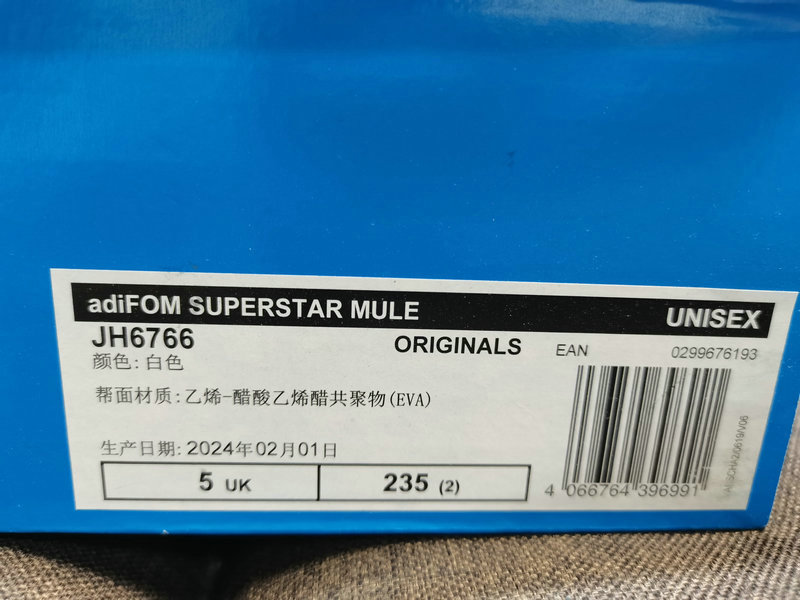 adiFOM SUPERSTAR MULE
UNISEX
JH6766
ORIGINALS
EAN
0299676193
颜色:白色
帮面材质:乙烯-醋酸乙烯醋共聚物(EVA)
生产日期:2024年02月01日
5 UK
235 (2)
4 066764 396991